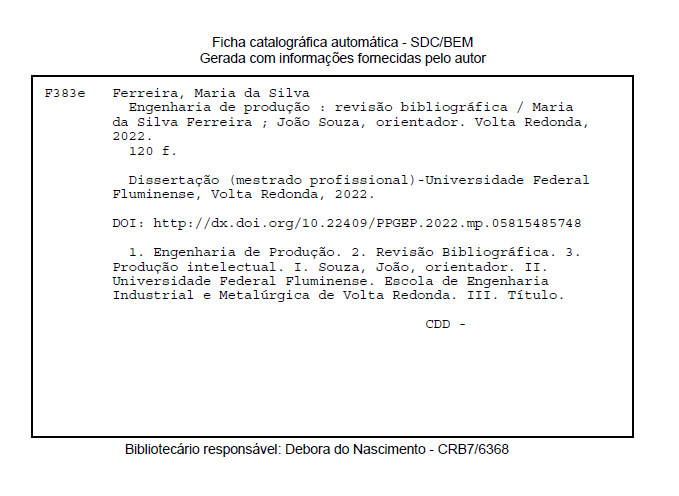 Ficha catalográfica automática - SDC/BEM
Gerada com informações fornecidas pelo autor
F383e Ferreira, Maria da Silva
Engenharia de produção : revisão bibliográfica / Maria
da Silva Ferreira ; João Souza, orientador. Volta Redonda,
2022.
120 f.
Dissertação (mestrado profissional)-Universidade Federal
Fluminense, Volta Redonda, 2022.
DOI: http://dx.doi.org/10.22409/PPGEP.2022.mp.05815485748
1. Engenharia de Produção. 2. Revisão Bibliográfica. 3.
Produção intelectual. I. Souza, João, orientador. II.
Universidade Federal Fluminense. Escola de Engenharia
Industrial e Metalúrgica de Volta Redonda. III. Título.
CDD -
Bibliotecário responsável: Debora do Nascimento - CRB7/6368